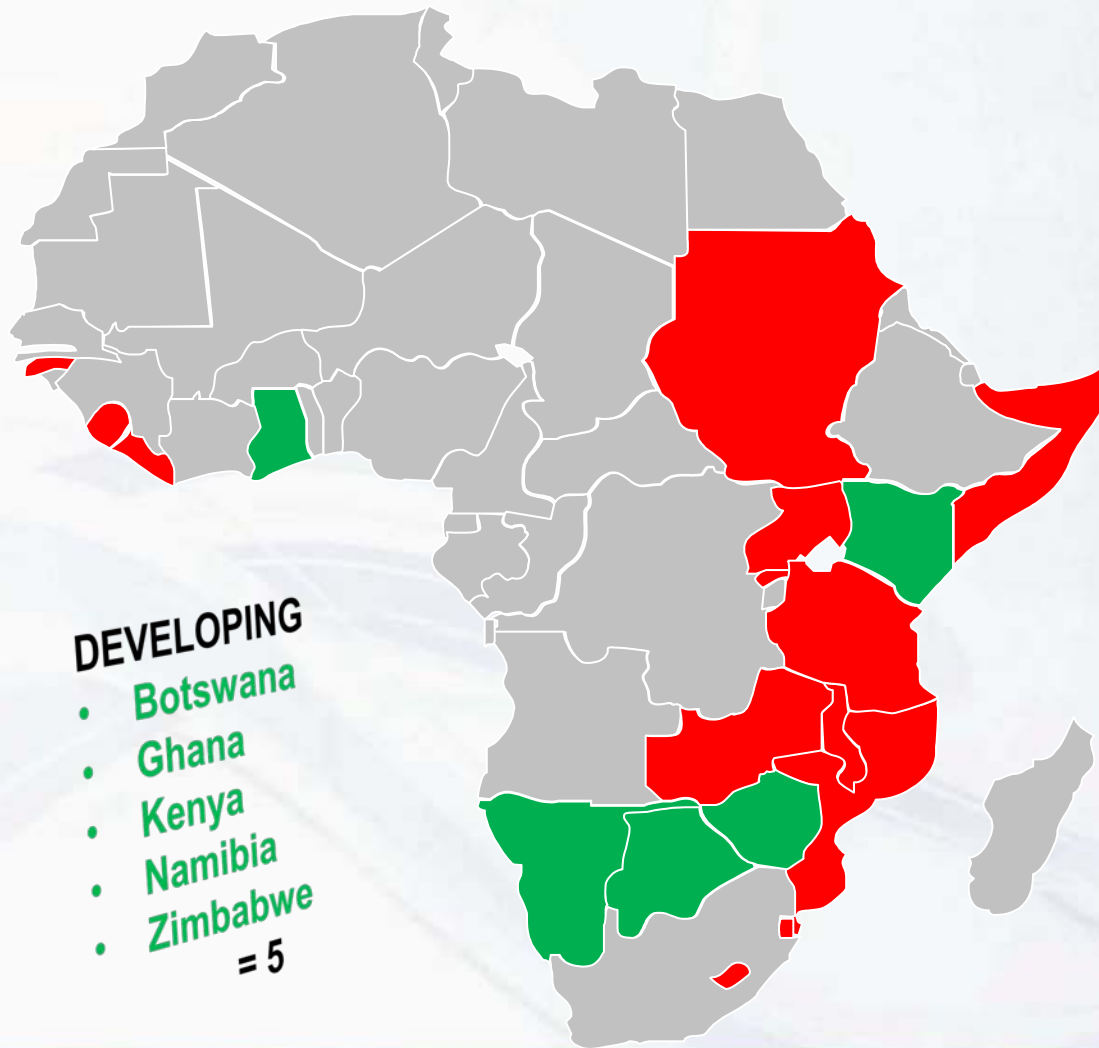 DEVELOPING
• Botswana
• Ghana
• Kenya
• Namibia
• Zimbabwe
= 5